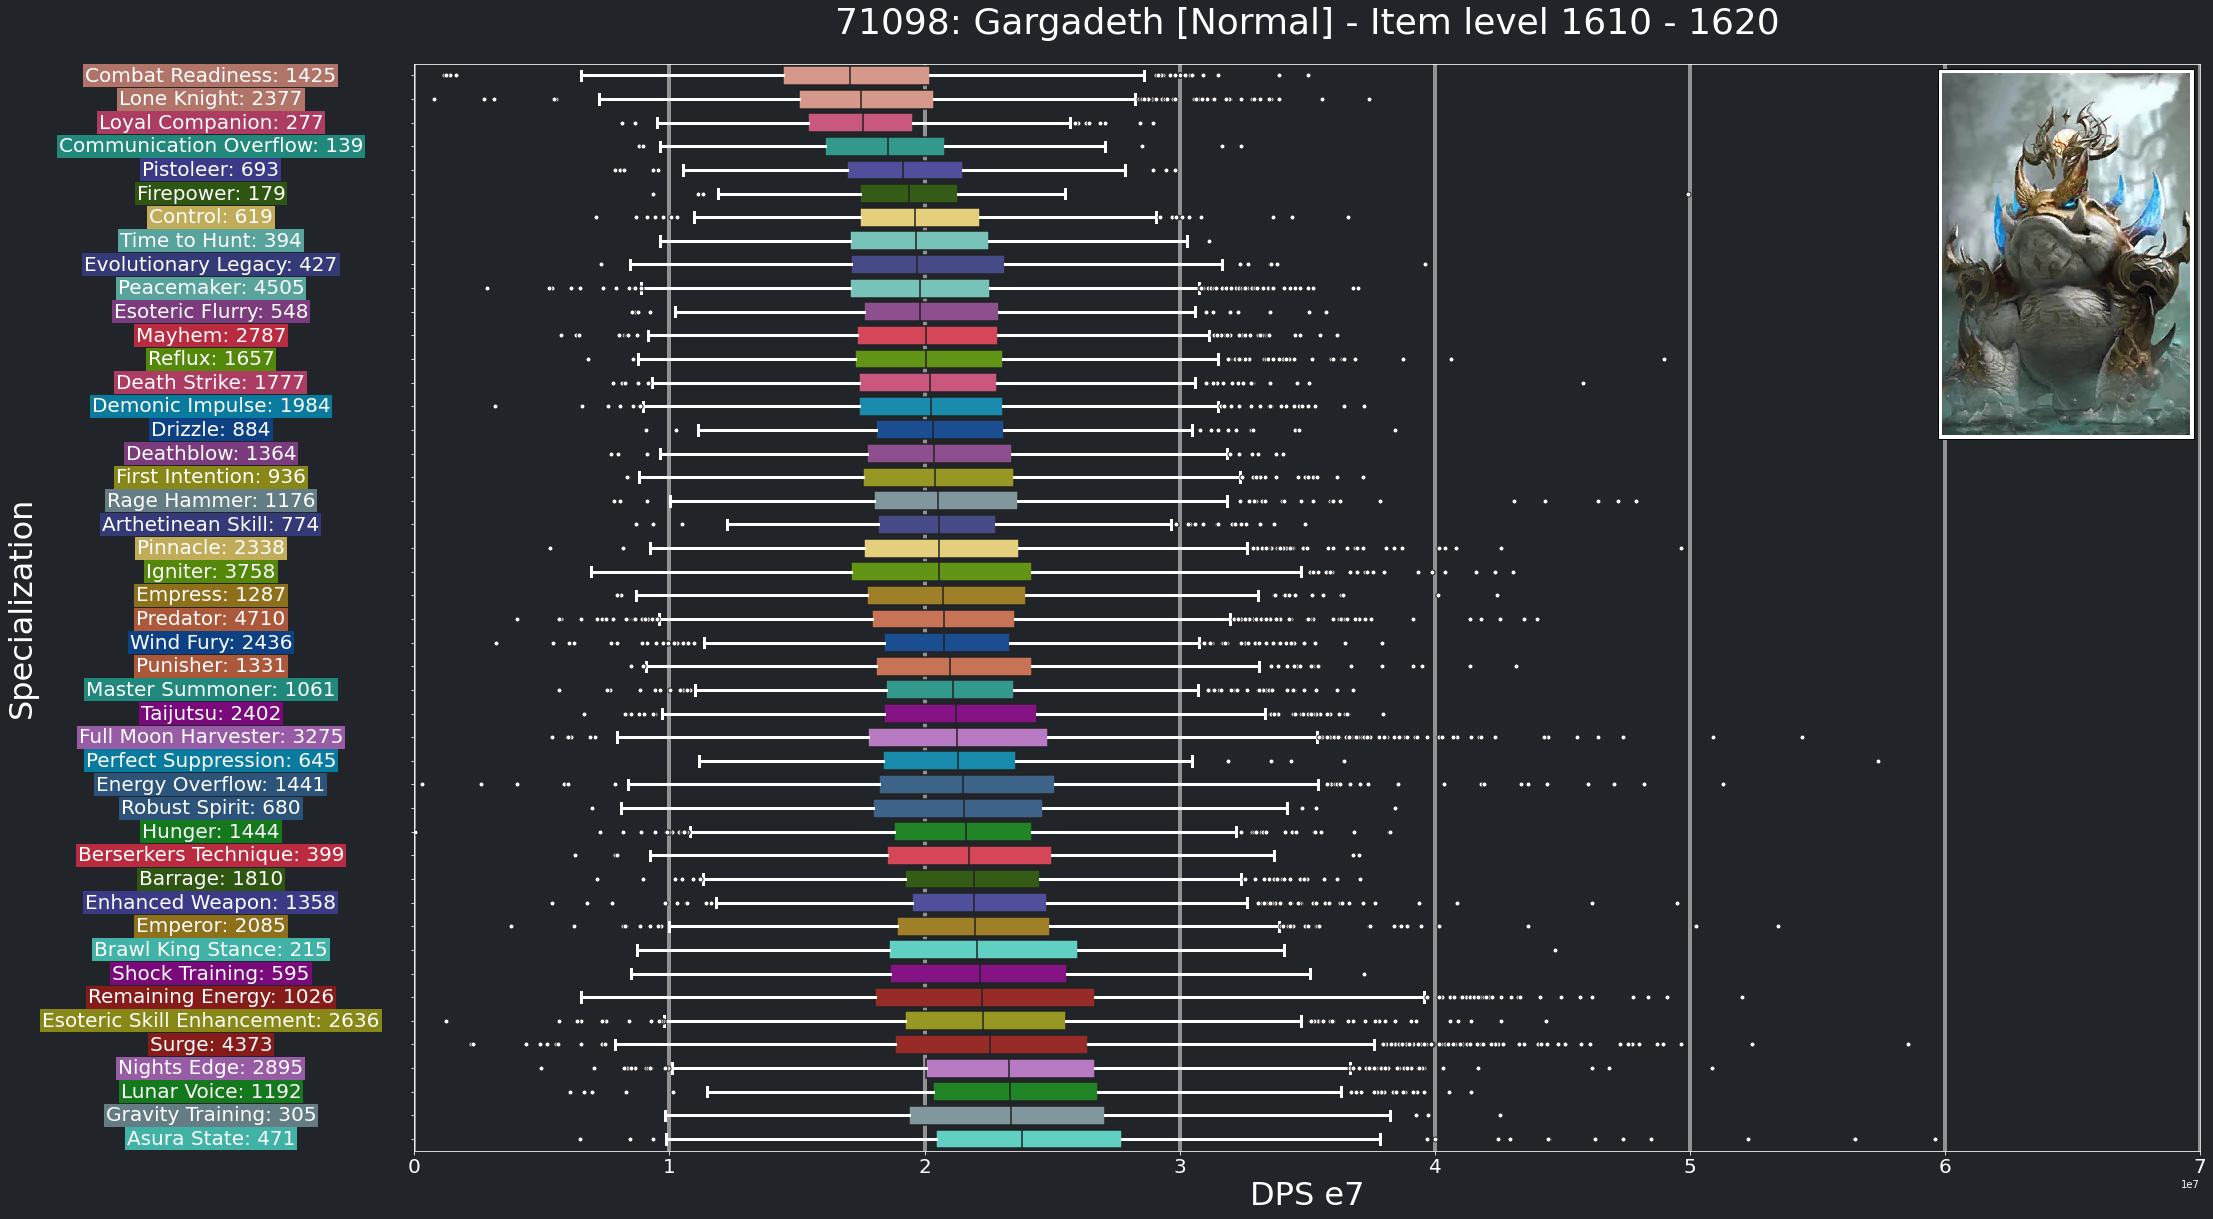 71098: Gargadeth [Normal] - Item level 1610 - 1620
Specialization
Combat Readiness: 1425
Lone Knight: 2377
Loyal Companion: 277
Communication Overflow: 139
Pistoleer: 693
Firepower: 179
Control: 619
Time to Hunt: 394
Evolutionary Legacy: 427
Peacemaker: 4505
Esoteric Flurry: 548
Mayhem: 2787
Reflux: 1657
Death Strike: 1777
Demonic Impulse: 1984
Drizzle: 884
Deathblow: 1364
First Intention: 936
Rage Hammer: 1176
Arthetinean Skill: 774
Pinnacle: 2338
Igniter: 3758
Empress: 1287
Predator: 4710
Wind Fury: 2436
Punisher: 1331
Master Summoner: 1061
Taijutsu: 2402
Full Moon Harvester: 3275
Perfect Suppression: 645
Energy Overflow: 1441
Robust Spirit: 680
Hunger: 1444
Berserkers Technique: 399
Barrage: 1810
Enhanced Weapon: 1358
Emperor: 2085
Brawl King Stance: 215
Shock Training: 595
Remaining Energy: 1026
Esoteric Skill Enhancement: 2636
Surge: 4373
Nights Edge: 2895
Lunar Voice: 1192
Gravity Training: 305
Asura State: 471
0 1 2 3 4 5 6 7
1e7
DPS e7